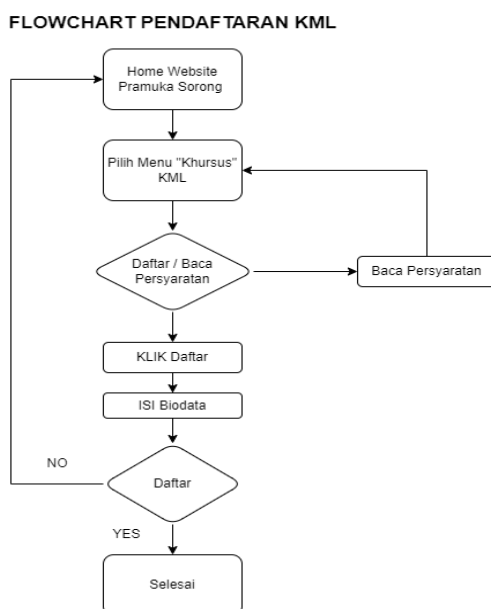 FLOWCHART PENDAFTARAN KML
Home Website
Pramuka Sorong
Pilih Menu "Khursus"
KML
Daftar / Baca
Persyaratan
Baca Persyaratan
KLIK Daftar
ISI Biodata
NO
Daftar
YES
Selesai